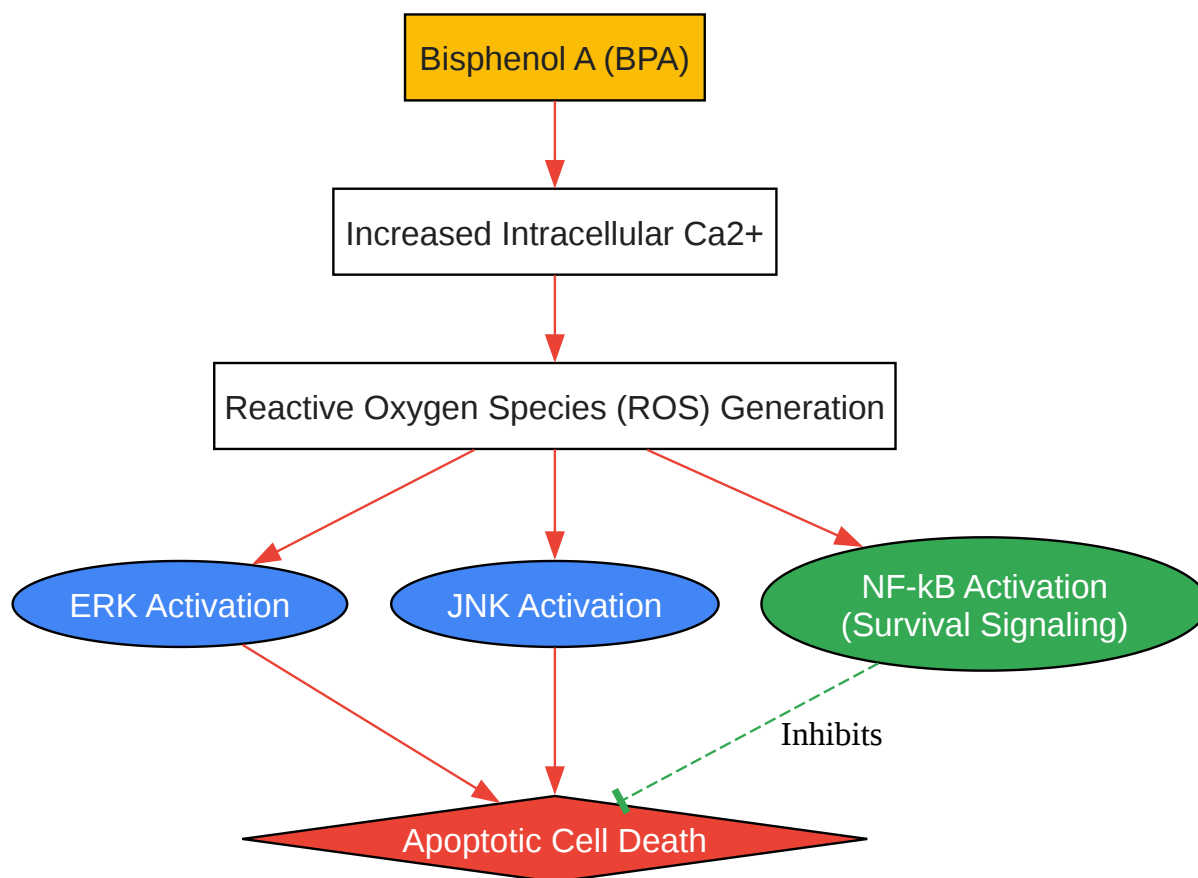 Bisphenol A (BPA)
Increased Intracellular Ca2+
Reactive Oxygen Species (ROS) Generation
ERK Activation
JNK Activation
NF-kB Activation
(Survival Signaling)
Inhibits
Apoptotic Cell Death